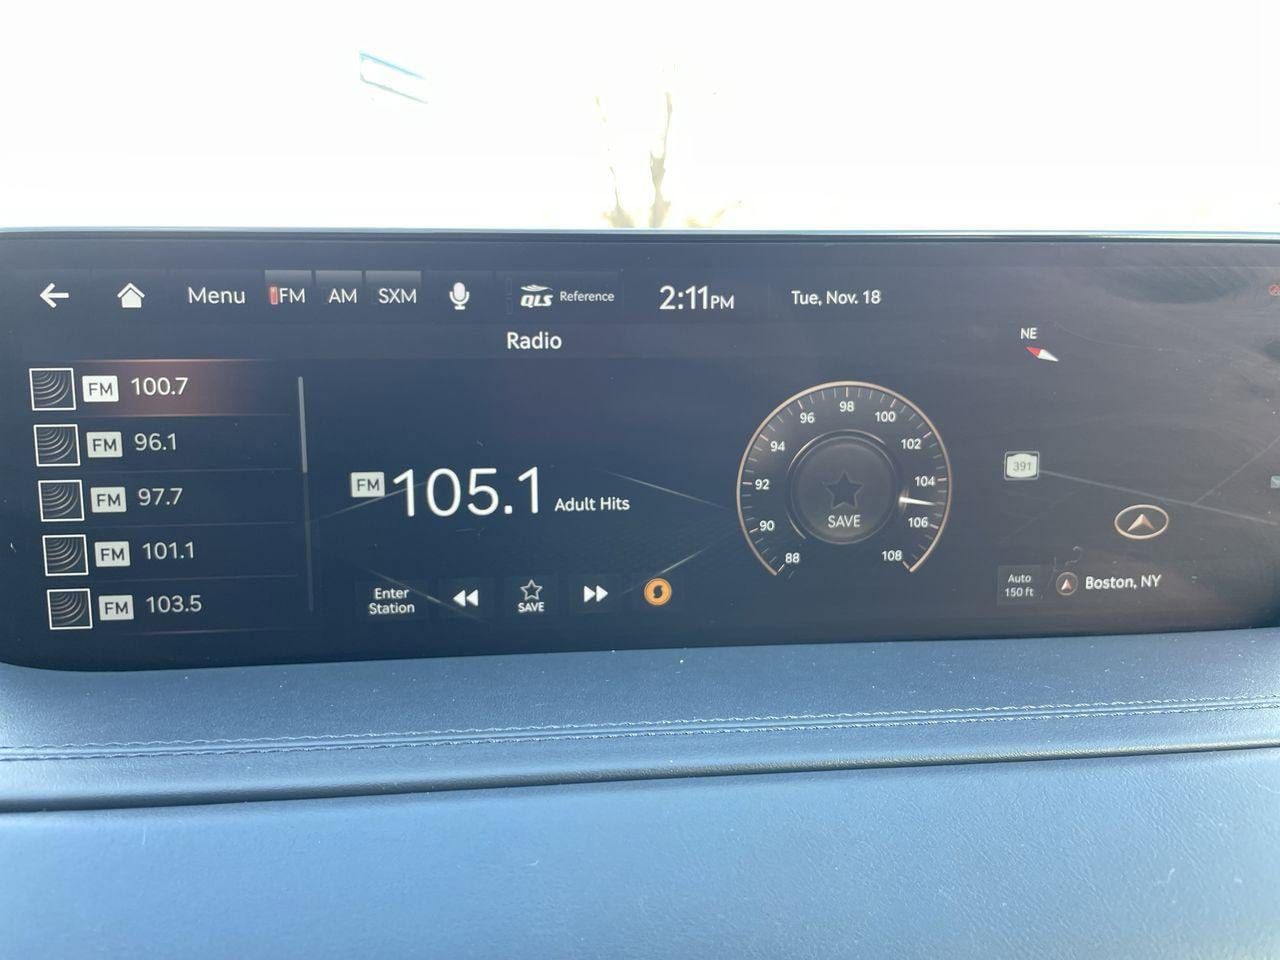 Menu FM AM SXM QLS Reference 2:11PM Tue, Nov. 18
Radio
NE
FM 100.7
FM 96.1
FM 97.7
FM 101.1
FM 103.5
FM 105.1 Adult Hits
Enter
Station
SAVE
88 90 92 94 96 98 100 102 104 106 108
SAVE
391
Auto
150 ft
Boston, NY